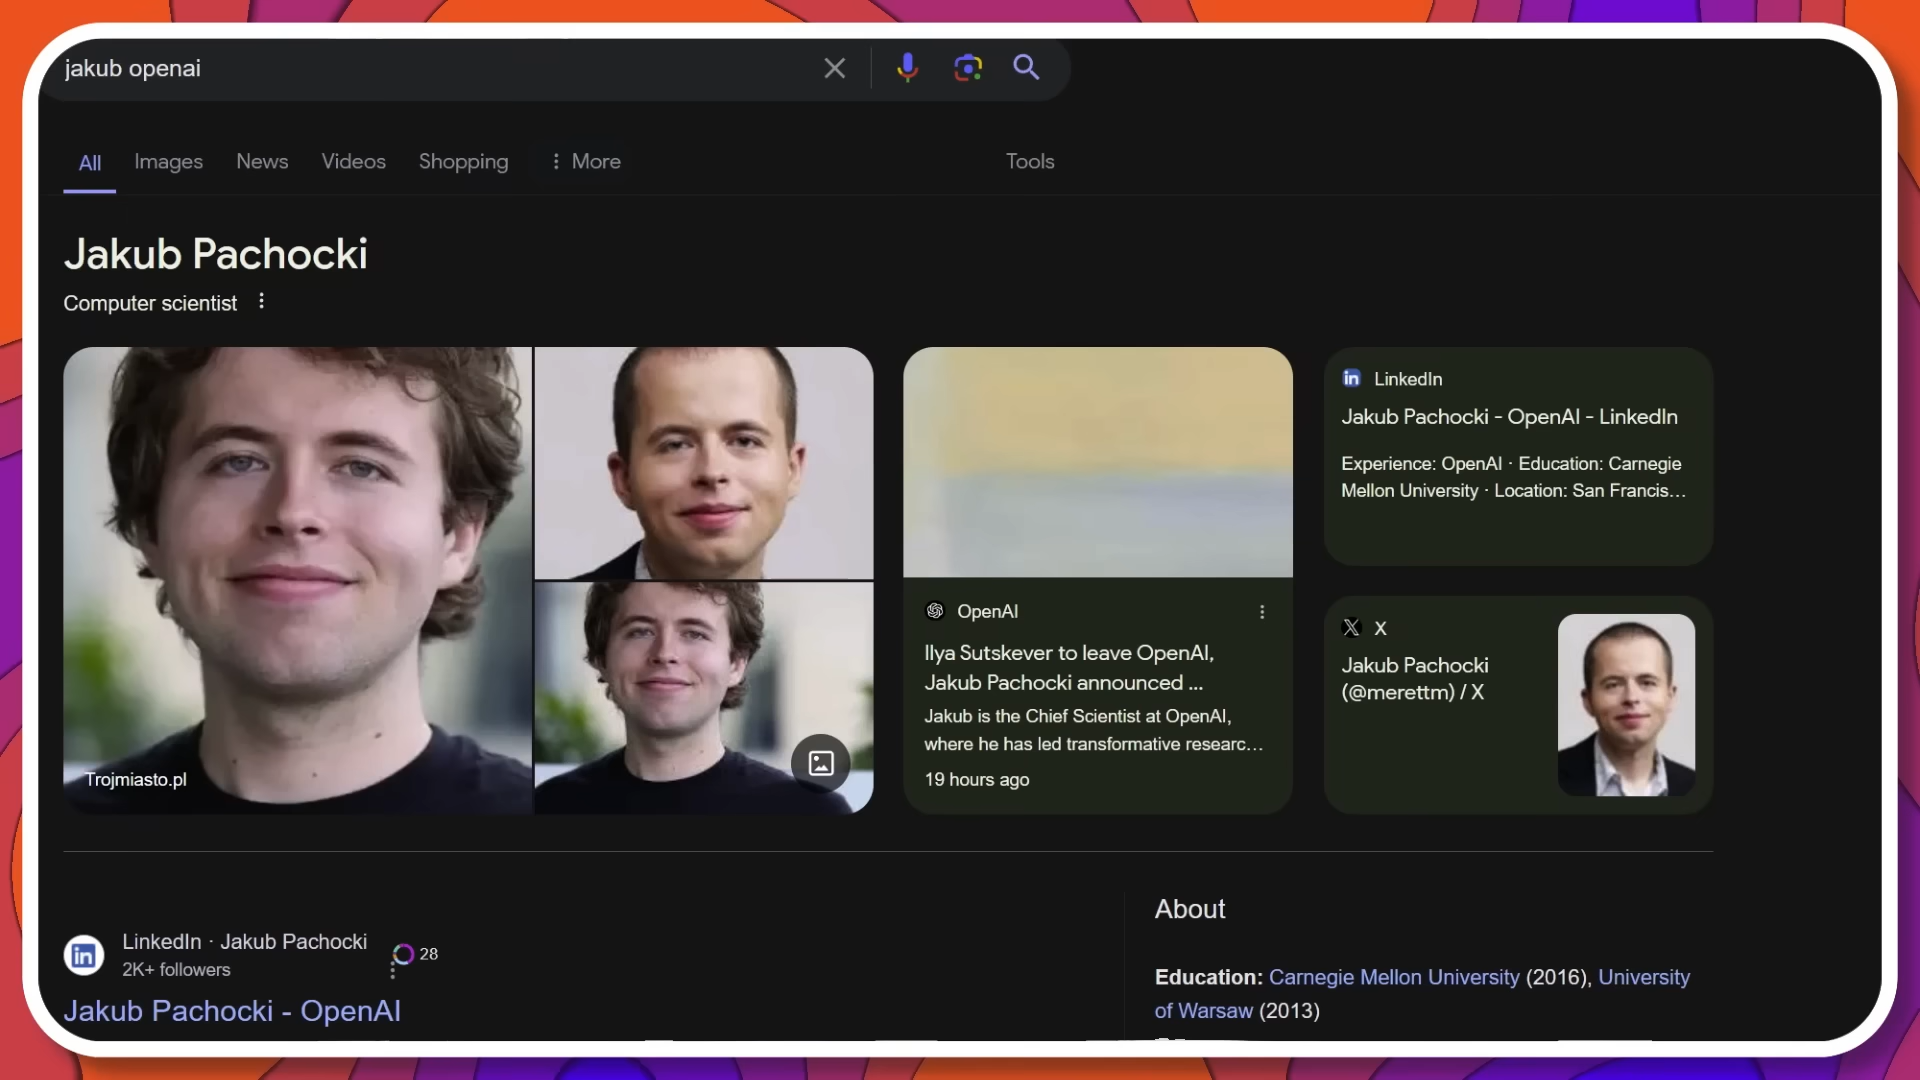 jakub openai
All Images News Videos Shopping More Tools
Jakub Pachocki
Computer scientist
Trojmiasto.pl
OpenAI
Ilya Sutskever to leave OpenAI,
Jakub Pachocki announced ...
Jakub is the Chief Scientist at OpenAI,
where he has led transformative researc...
19 hours ago
in LinkedIn
Jakub Pachocki - OpenAI - LinkedIn
Experience: OpenAI · Education: Carnegie
Mellon University · Location: San Francis...
X
Jakub Pachocki
(@merettm) / X
in
LinkedIn · Jakub Pachocki
2K+ followers
28
Jakub Pachocki - OpenAI
About
Education: Carnegie Mellon University (2016), University
of Warsaw (2013)